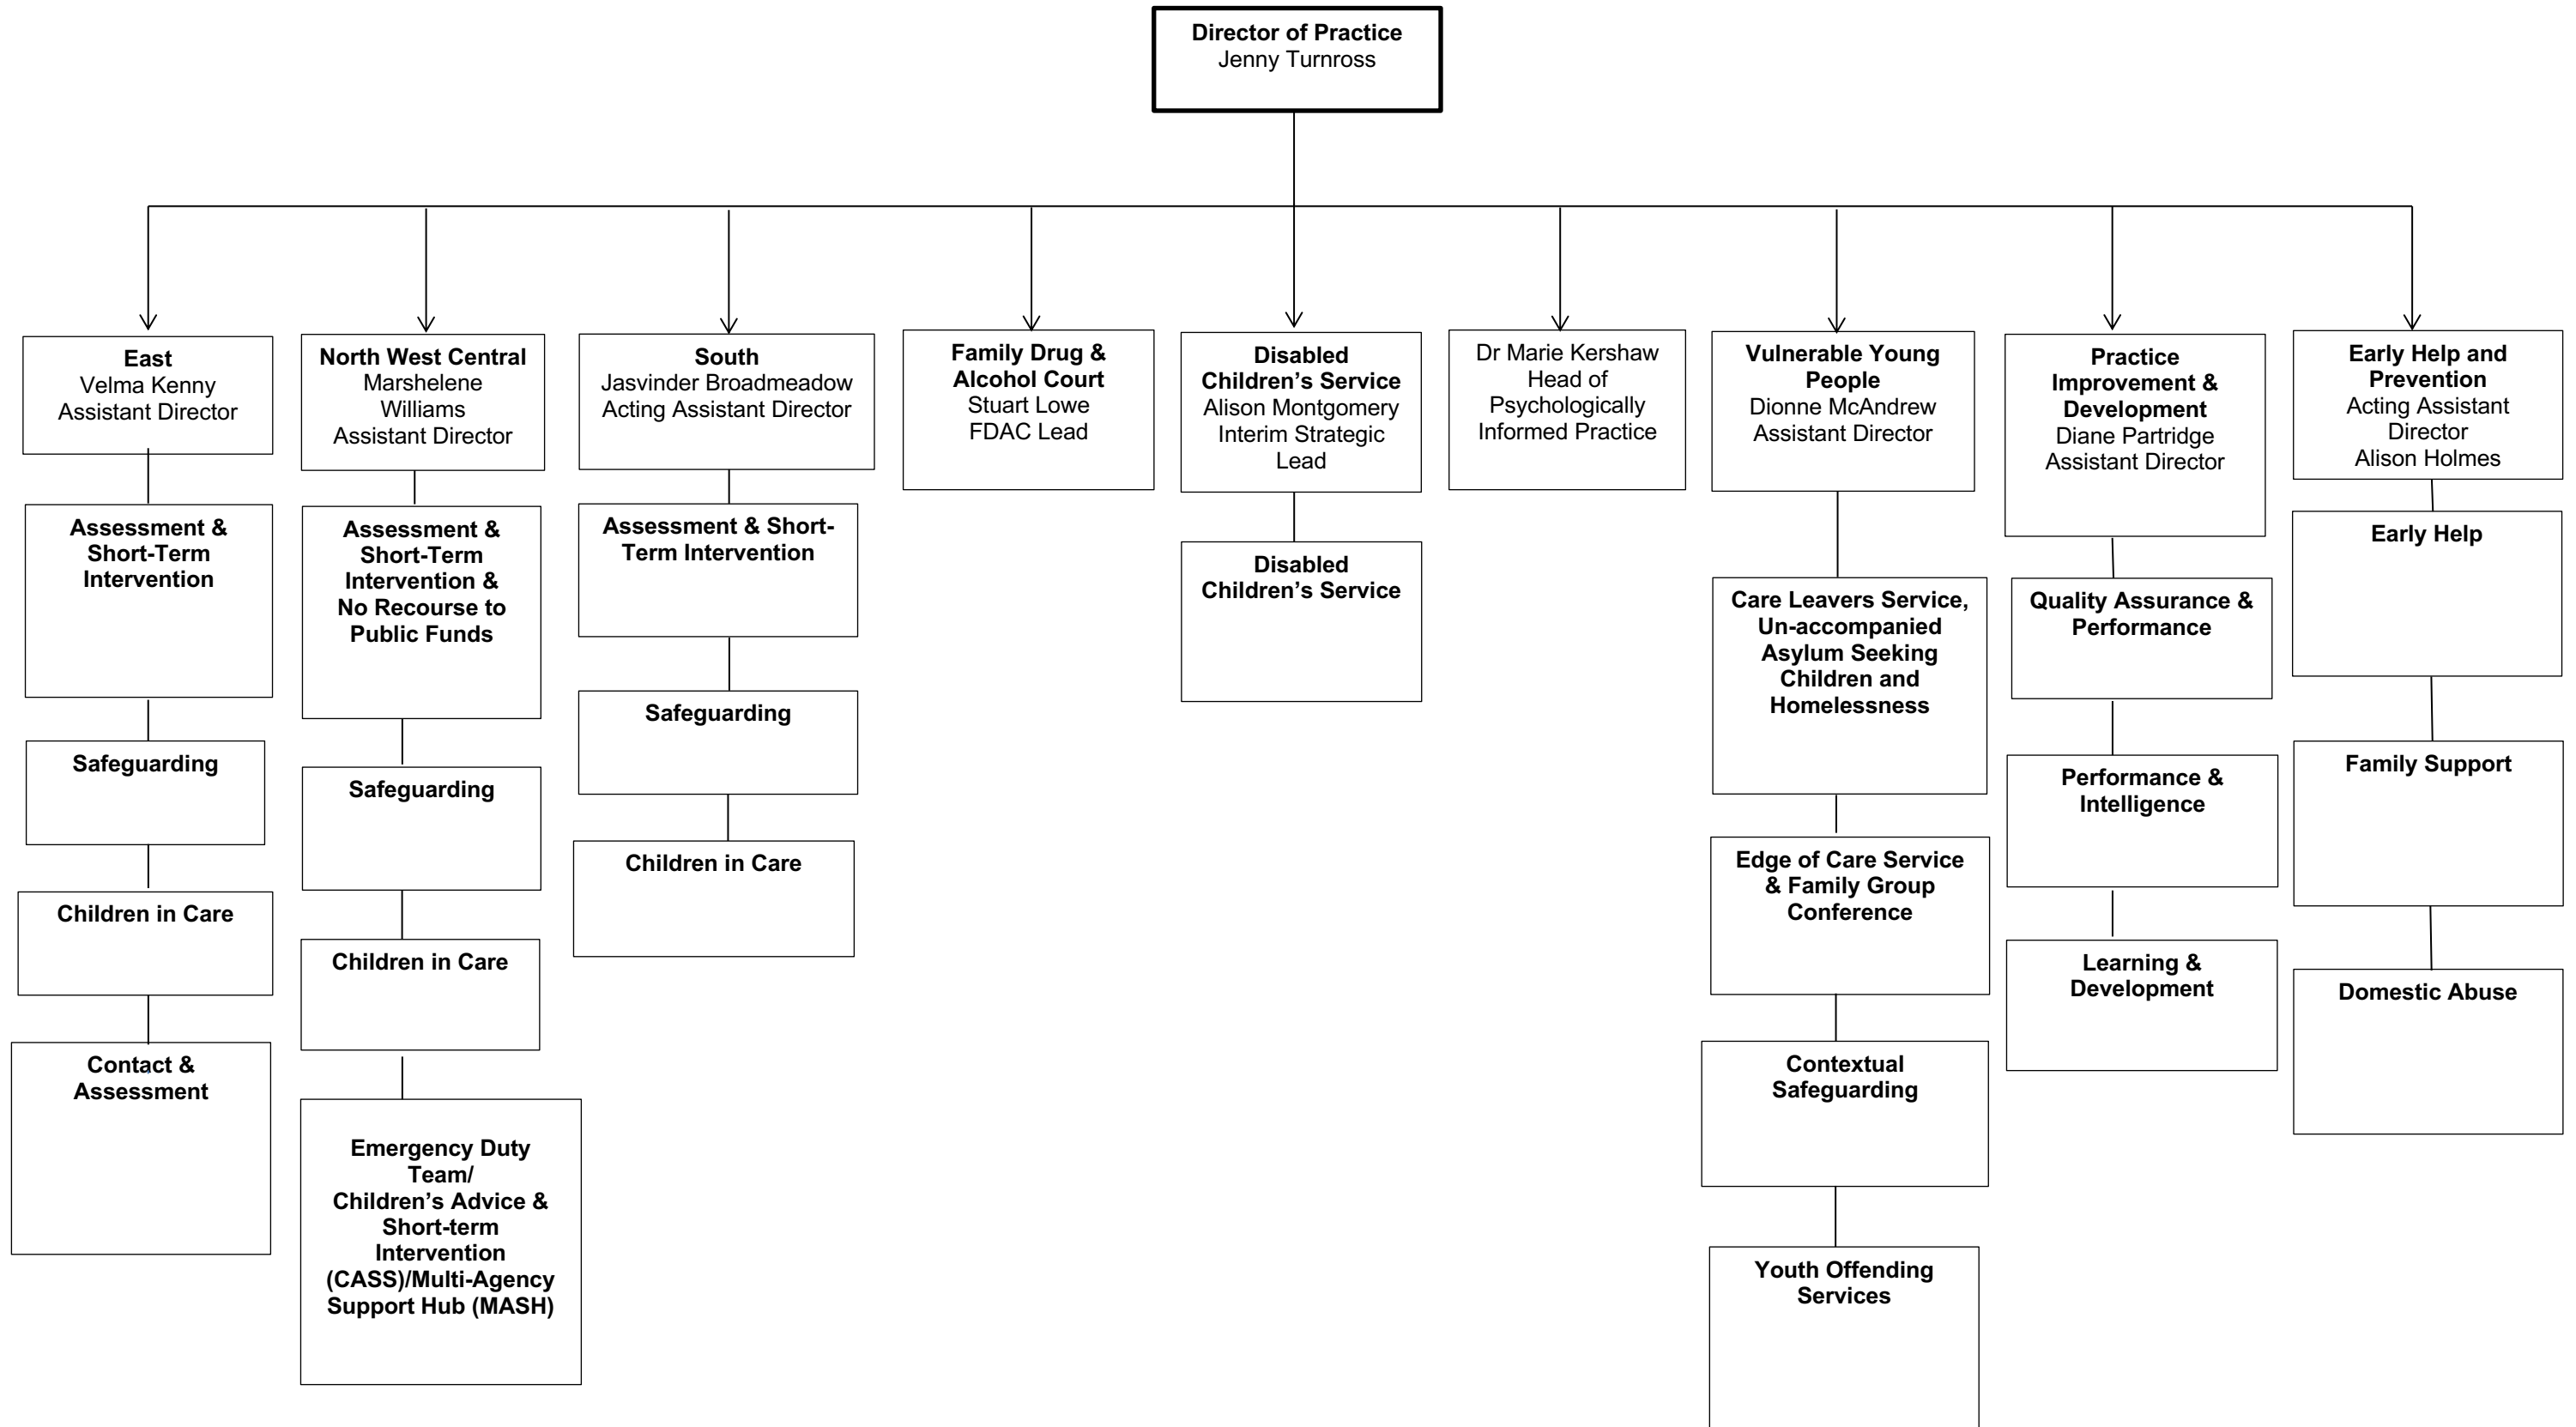 Director of Practice
Jenny Turnross
East
Velma Kenny
Assistant Director
Assessment &
Short-Term
Intervention
Safeguarding
Children in Care
Contact &
Assessment
North West Central
Marshelene
Williams
Assistant Director
Assessment &
Short-Term
Intervention &
No Recourse to
Public Funds
Safeguarding
Children in Care
Emergency Duty
Team/
Children’s Advice &
Short-term
Intervention
(CASS)/Multi-Agency
Support Hub (MASH)
South
Jasvinder Broadmeadow
Acting Assistant Director
Assessment & Short-
Term Intervention
Safeguarding
Children in Care
Family Drug &
Alcohol Court
Stuart Lowe
FDAC Lead
Disabled
Children’s Service
Alison Montgomery
Interim Strategic
Lead
Disabled
Children’s Service
Dr Marie Kershaw
Head of
Psychologically
Informed Practice
Vulnerable Young
People
Dionne McAndrew
Assistant Director
Care Leavers Service,
Un-accompanied
Asylum Seeking
Children and
Homelessness
Edge of Care Service
& Family Group
Conference
Contextual
Safeguarding
Youth Offending
Services
Practice
Improvement &
Development
Diane Partridge
Assistant Director
Quality Assurance &
Performance
Performance &
Intelligence
Learning &
Development
Early Help and
Prevention
Acting Assistant
Director
Alison Holmes
Early Help
Family Support
Domestic Abuse